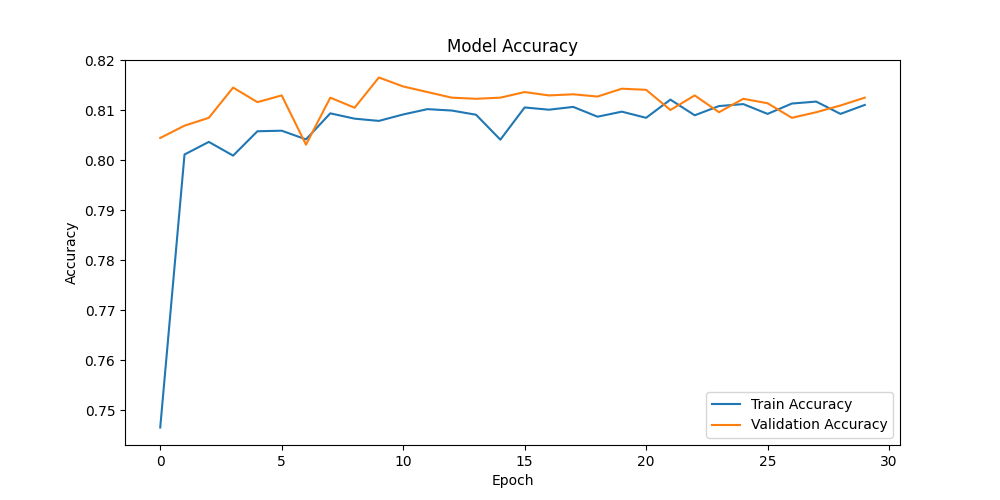 Model Accuracy
Accuracy
0.82
0.81
0.80
0.79
0.78
0.77
0.76
0.75
0 5 10 15 20 25 30
Epoch
Train Accuracy
Validation Accuracy